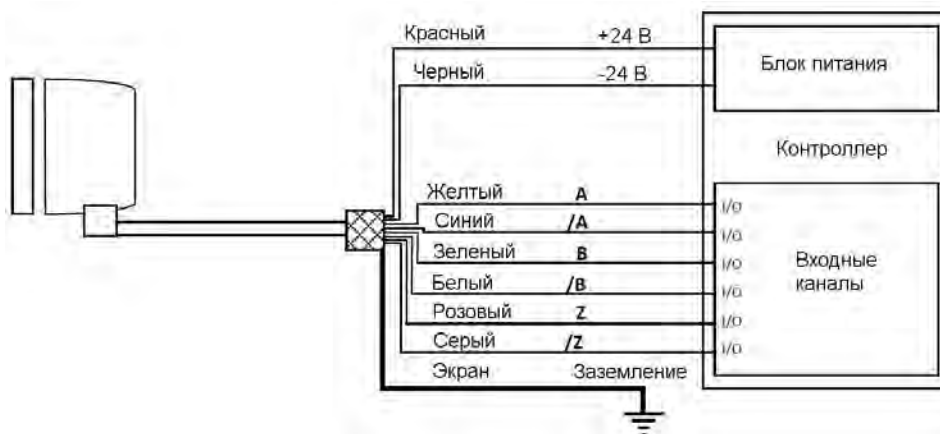 Красный +24 В
Черный -24 В
Блок питания
Контроллер
Желтый A
Синий /A
Зеленый B
Белый /B
Розовый Z
Серый /Z
Экран Заземление
I/O
I/O
I/O
I/O
I/O
I/O
Входные
каналы